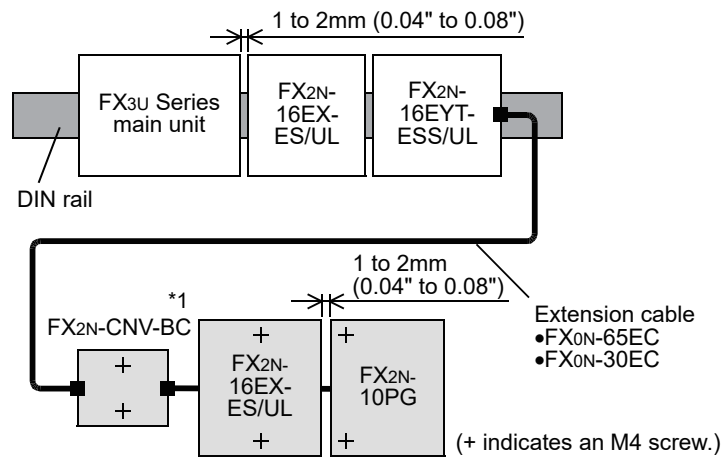 1 to 2mm (0.04" to 0.08")
FX3U Series
main unit
FX2N-
16EX-
ES/UL
FX2N-
16EYT-
ESS/UL
DIN rail
1 to 2mm
(0.04" to 0.08")
*1
FX2N-CNV-BC
FX2N-
16EX-
ES/UL
FX2N-
10PG
Extension cable
•FX0N-65EC
•FX0N-30EC
(+ indicates an M4 screw.)